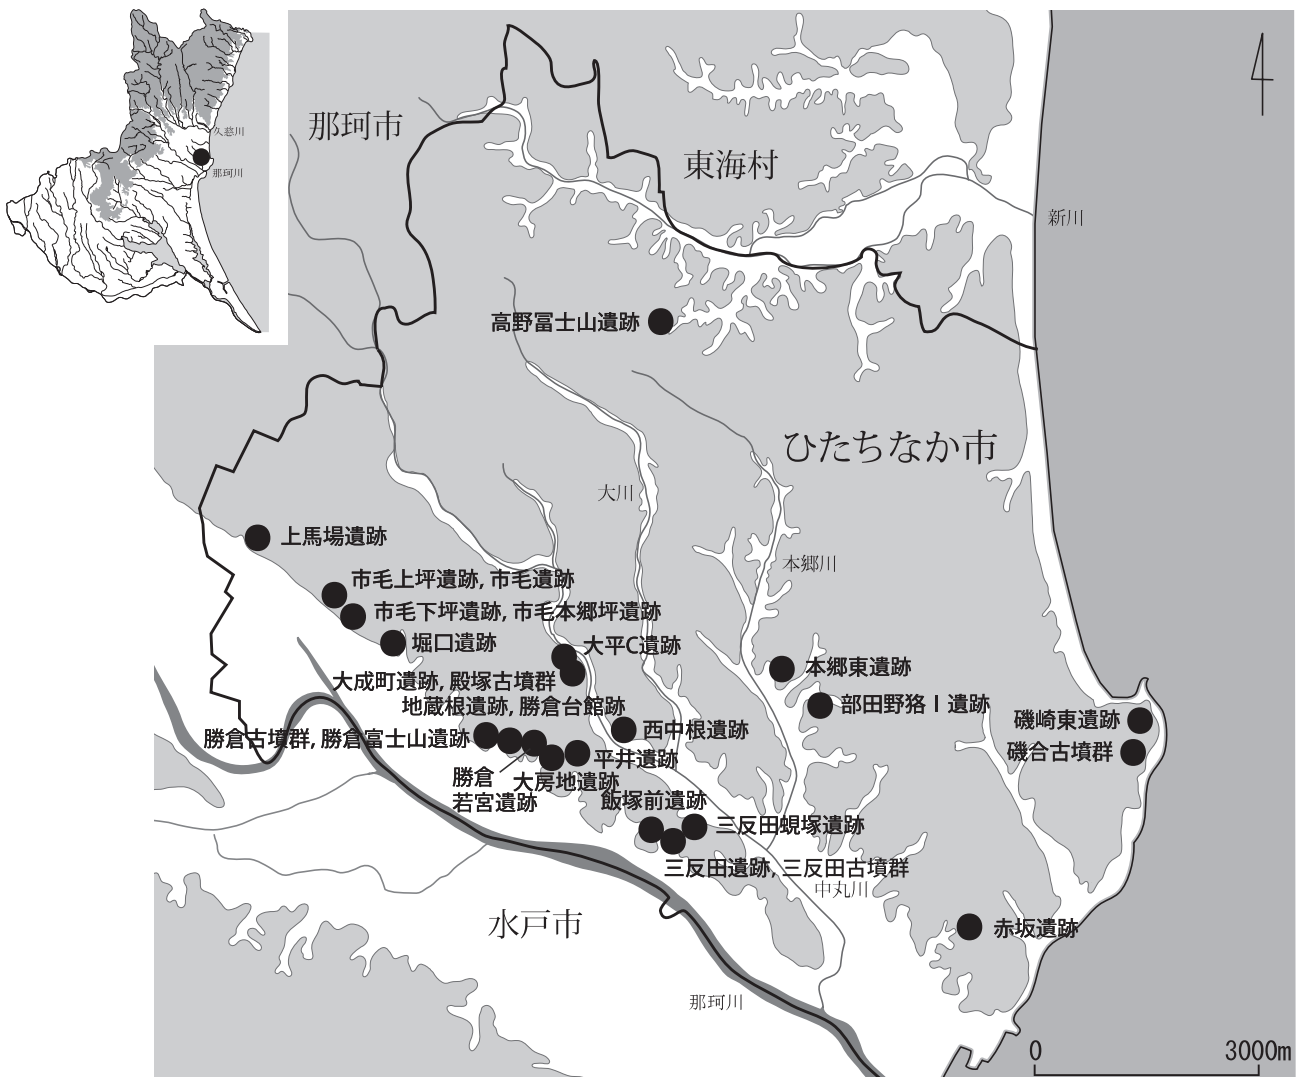 久慈川
那珂川
那珂市
東海村
新川
高野冨士山遺跡
ひたちなか市
大川
上馬場遺跡
本郷川
市毛上坪遺跡, 市毛遺跡
市毛下坪遺跡, 市毛本郷坪遺跡
堀口遺跡
大平C遺跡
本郷東遺跡
大成町遺跡, 殿塚古墳群
地蔵根遺跡, 勝倉台館跡
部田野狢Ⅰ遺跡
磯崎東遺跡
西中根遺跡
勝倉古墳群, 勝倉富士山遺跡
磯合古墳群
平井遺跡
勝倉
若宮遺跡
大房地遺跡
飯塚前遺跡
三反田蜆塚遺跡
三反田遺跡, 三反田古墳群
中丸川
水戸市
赤坂遺跡
那珂川
0 3000m